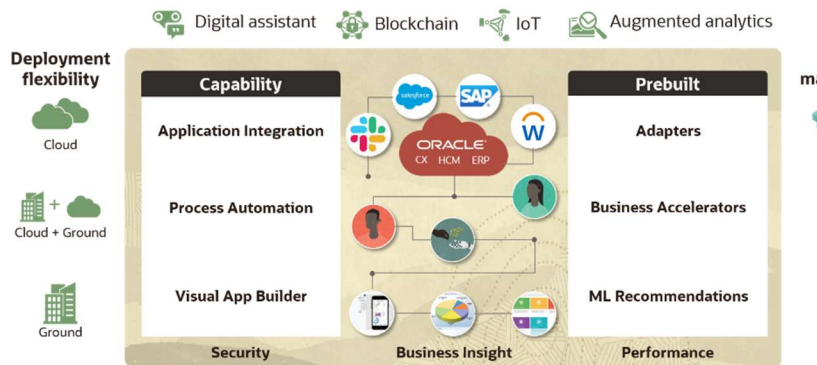 Digital assistant
Blockchain
IoT
Augmented analytics
Deployment
flexibility
Cloud
+
Cloud + Ground
Ground
Capability
Application Integration
Process Automation
Visual App Builder
salesforce
SAP
W
ORACLE
CX HCM ERP
Prebuilt
Adapters
Business Accelerators
ML Recommendations
Security
Business Insight
Performance